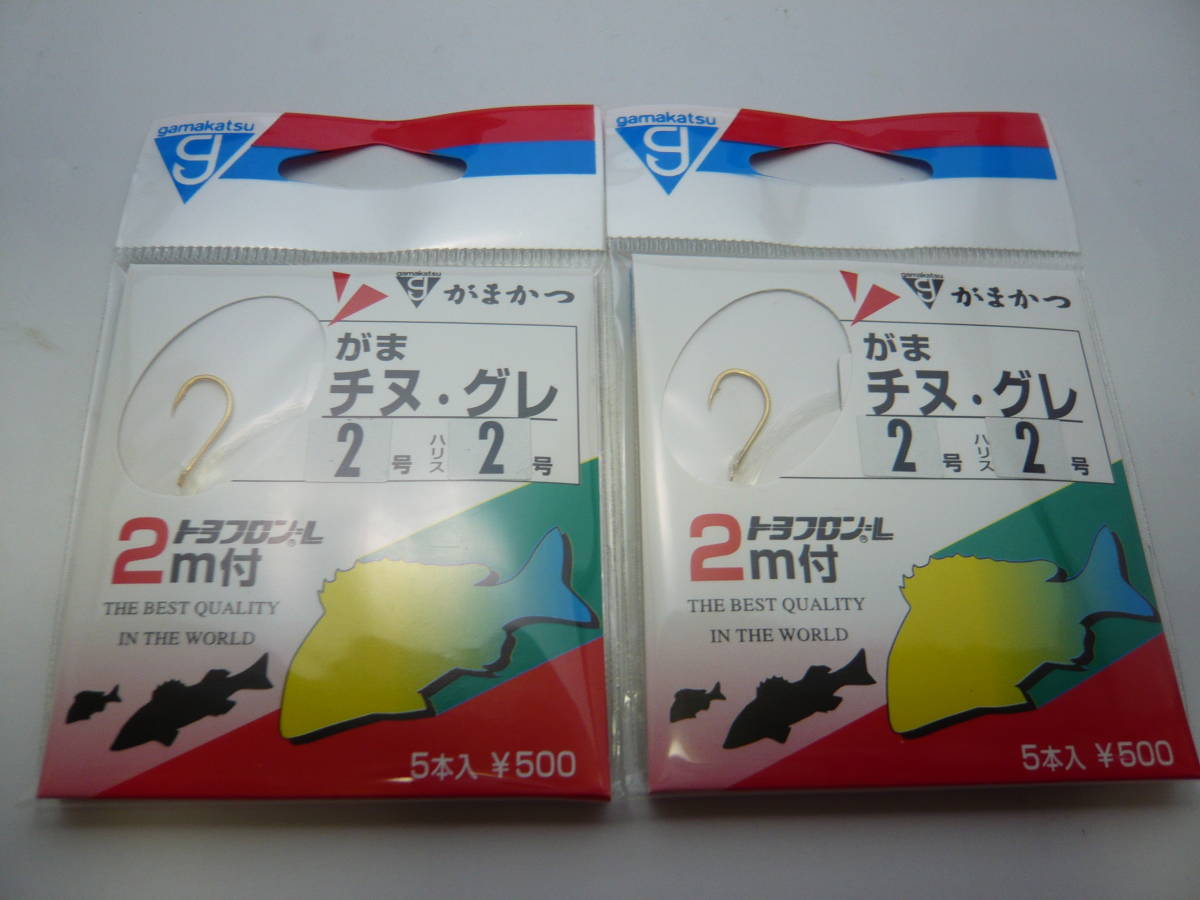 gamakatsu
g
gamakatsu
g がまかつ
がま
チヌ・グレ
2号 ハリス 2号
トヨフロン®L
2m付
THE BEST QUALITY
IN THE WORLD
5本入 ¥500
gamakatsu
g
gamakatsu
g がまかつ
がま
チヌ・グレ
2号 ハリス 2号
トヨフロン®L
2m付
THE BEST QUALITY
IN THE WORLD
5本入 ¥500